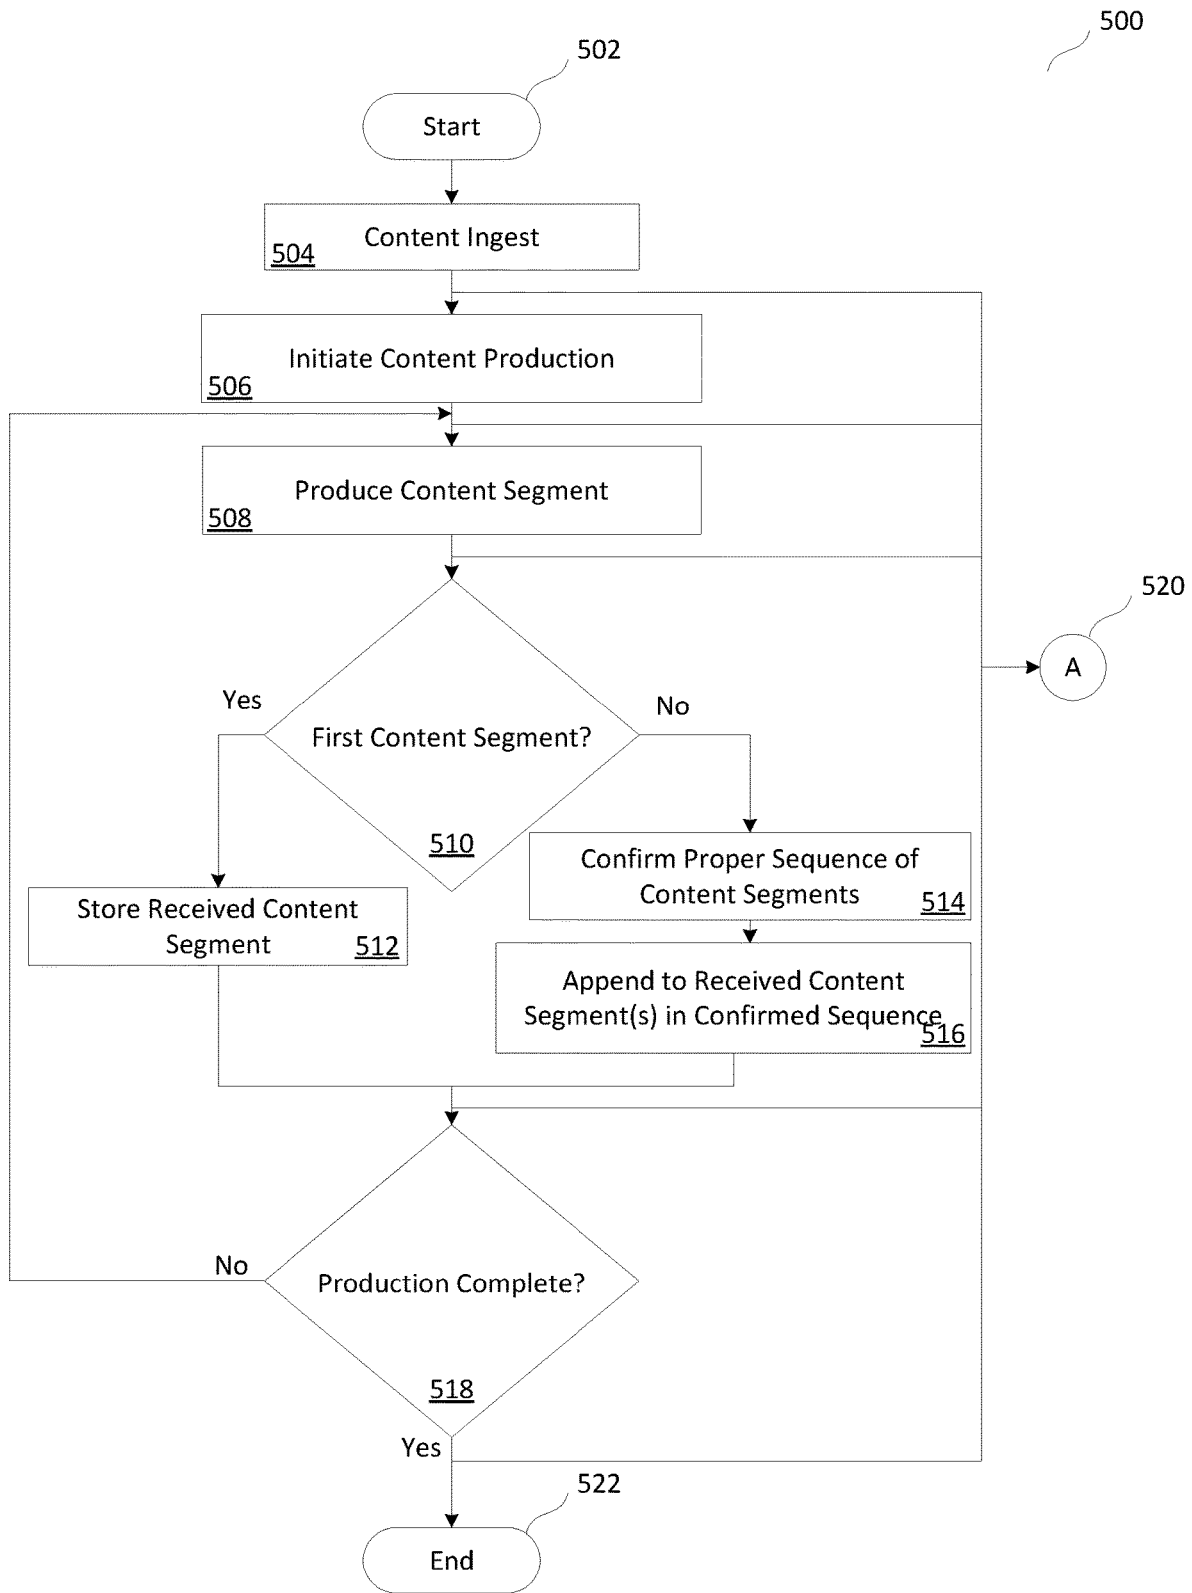 500
502
Start
Content Ingest
504
Initiate Content Production
506
Produce Content Segment
508
520
A
Yes
No
First Content Segment?
510
Confirm Proper Sequence of
Content Segments
514
Store Received Content
Segment
512
Append to Received Content
Segment(s) in Confirmed Sequence
516
No
Production Complete?
518
Yes
522
End